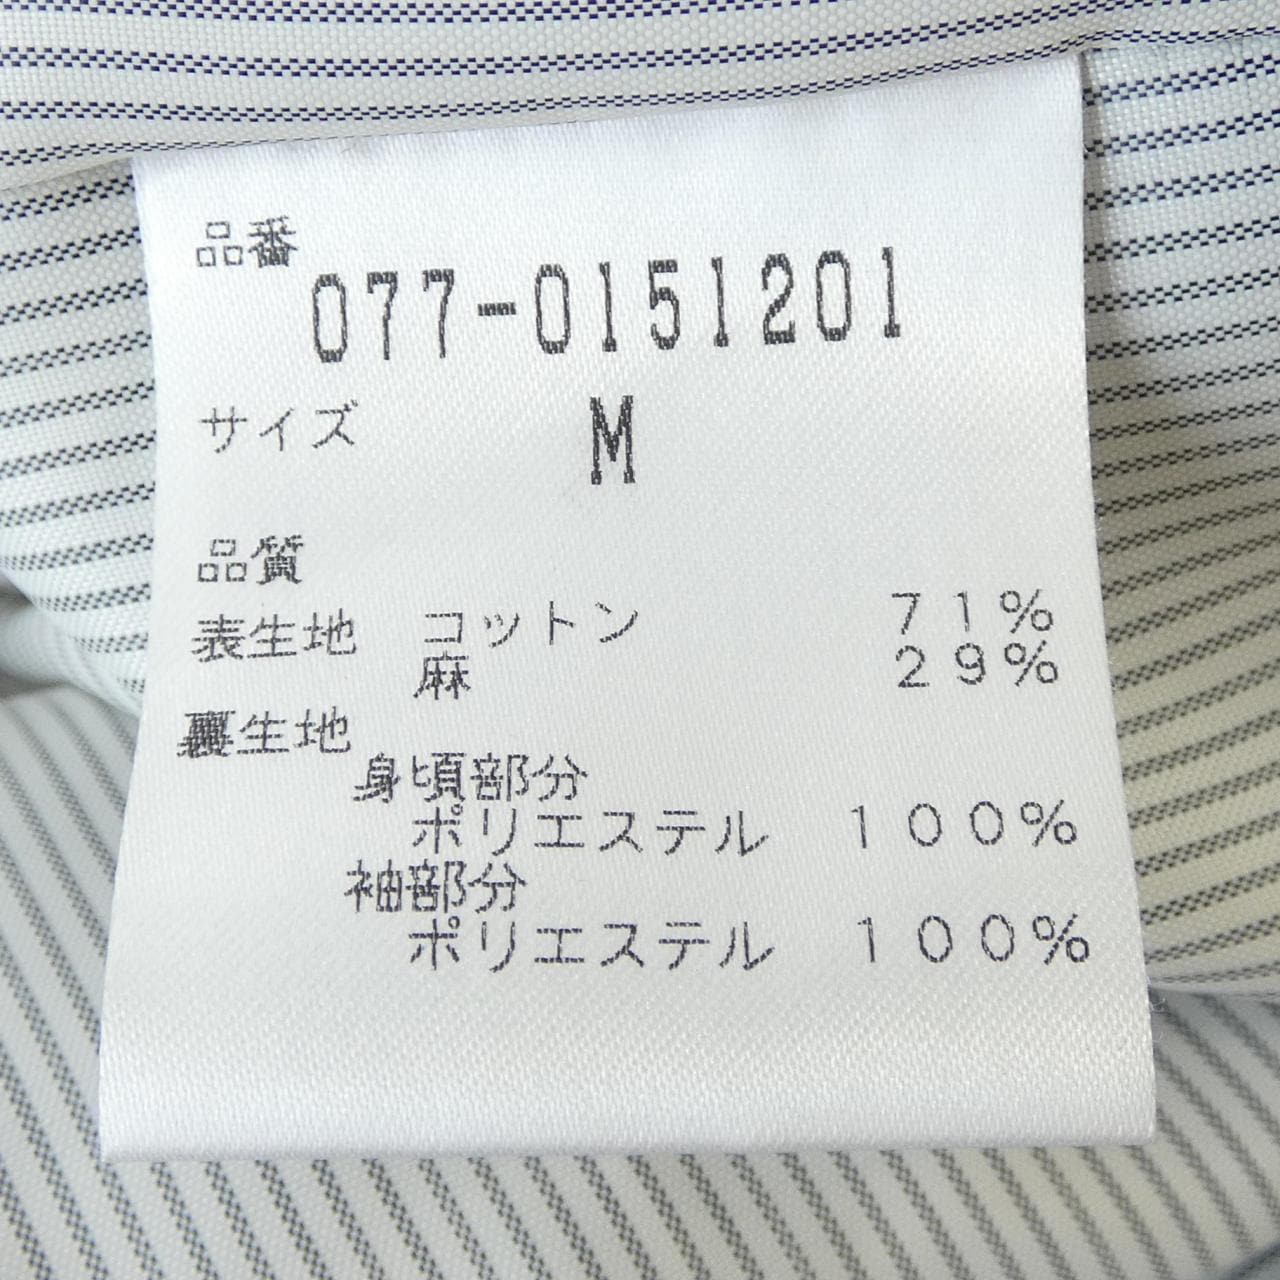 品番
077-0151201
サイズ M
品質
表生地 コットン 71%
麻 29%
裏生地
身頃部分
ポリエステル 100%
袖部分
ポリエステル 100%